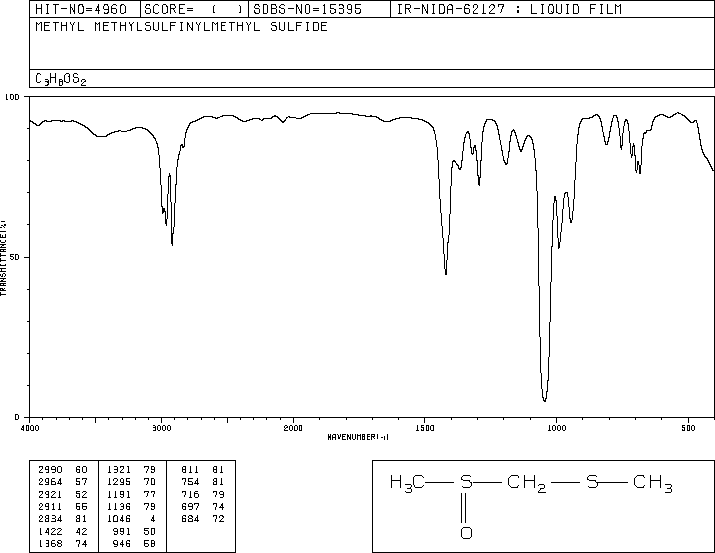 HIT-NO=4960 SCORE= ( ) SDBS-NO=15395 IR-NIDA-62127 : LIQUID FILM
METHYL METHYLSULFINYLMETHYL SULFIDE
C3H8OS2
100
50
0
TRANSMITTANCE(%)
4000 3000 2000 1500 1000 500
WAVENUMBER(-1)
2990 60 1321 79 811 81
2964 57 1295 70 754 81
2921 52 1191 77 716 79
2911 66 1136 79 697 74
2834 81 1046 4 684 72
1422 42 991 50
1368 74 946 58
H3C S CH2 S CH3
O